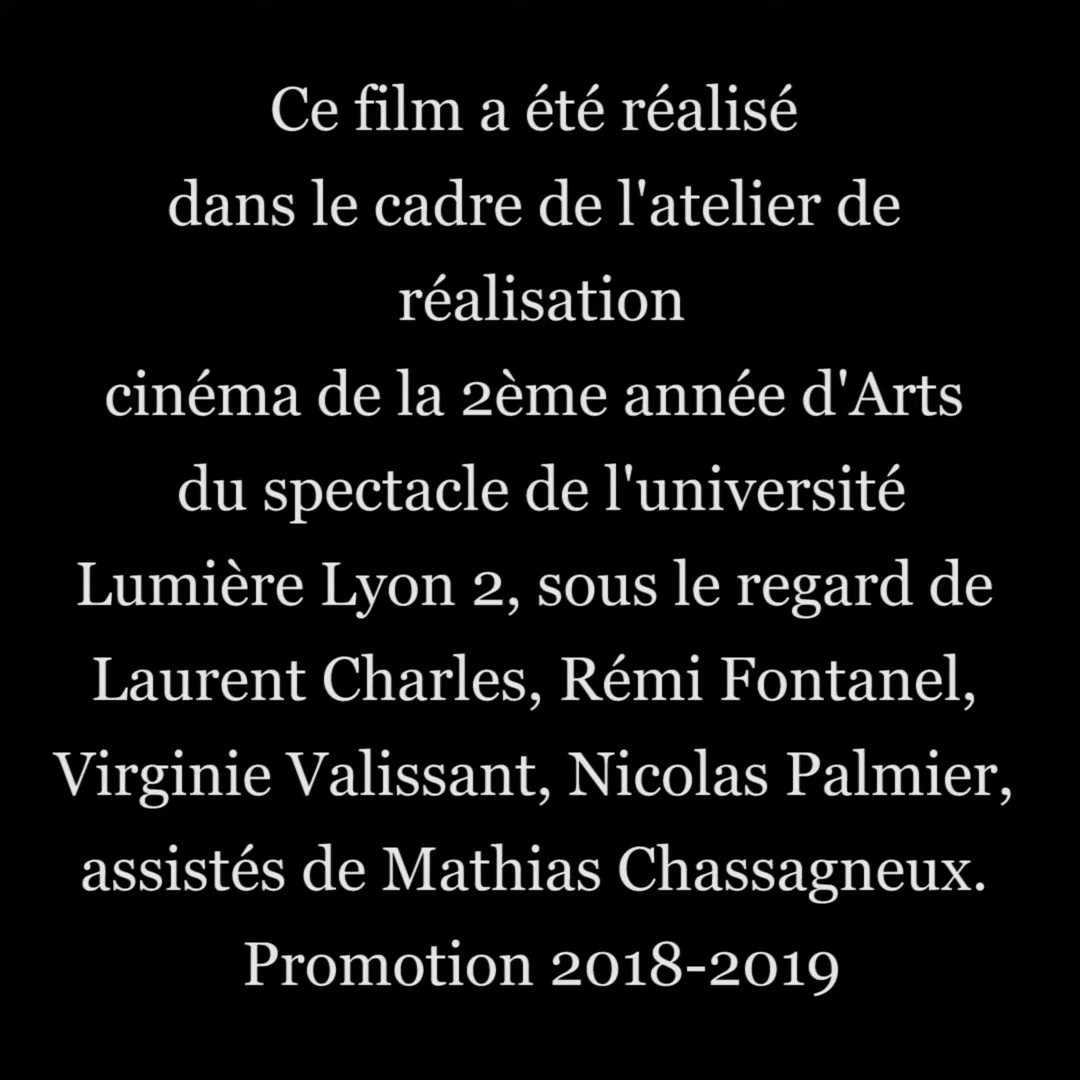 Ce film a été réalisé
dans le cadre de l'atelier de
réalisation
cinéma de la 2ème année d'Arts
du spectacle de l'université
Lumière Lyon 2, sous le regard de
Laurent Charles, Rémi Fontanel,
Virginie Valissant, Nicolas Palmier,
assistés de Mathias Chassagneux.
Promotion 2018-2019